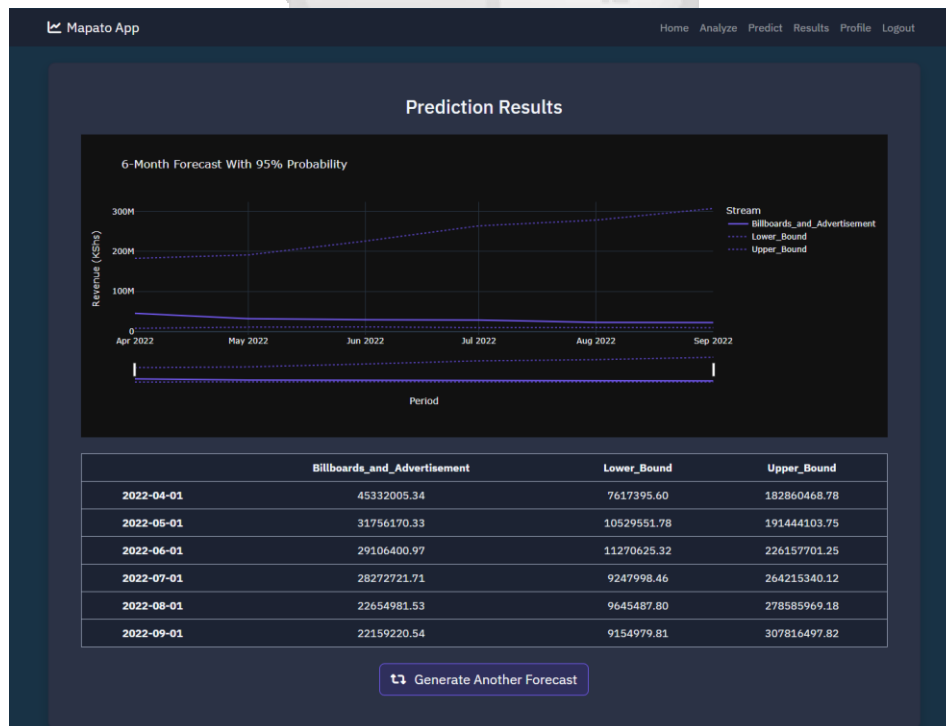 Mapato App
Home Analyze Predict Results Profile Logout
Prediction Results
6-Month Forecast With 95% Probability
Revenue (KShs)
300M
200M
100M
0
Apr 2022 May 2022 Jun 2022 Jul 2022 Aug 2022 Sep 2022
Period
Stream
Billboards_and_Advertisement
Lower_Bound
Upper_Bound
Billboards_and_Advertisement Lower_Bound Upper_Bound
2022-04-01 45332005.34 7617395.60 182860468.78
2022-05-01 31756170.33 10529551.78 191444103.75
2022-06-01 29106400.97 11270625.32 226157701.25
2022-07-01 28272721.71 9247998.46 264215340.12
2022-08-01 22654981.53 9645487.80 278585969.18
2022-09-01 22159220.54 9154979.81 307816497.82
Generate Another Forecast